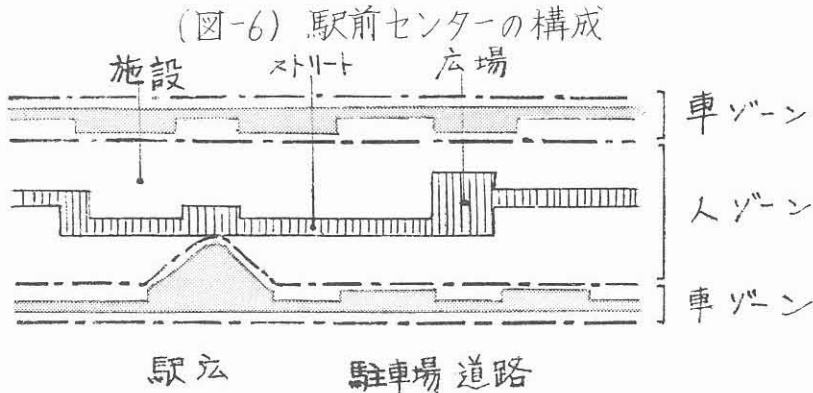 (図-6) 駅前センターの構成
施設 ストリート 広場
車ゾーン
人ゾーン
車ゾーン
駅広 駐車場 道路